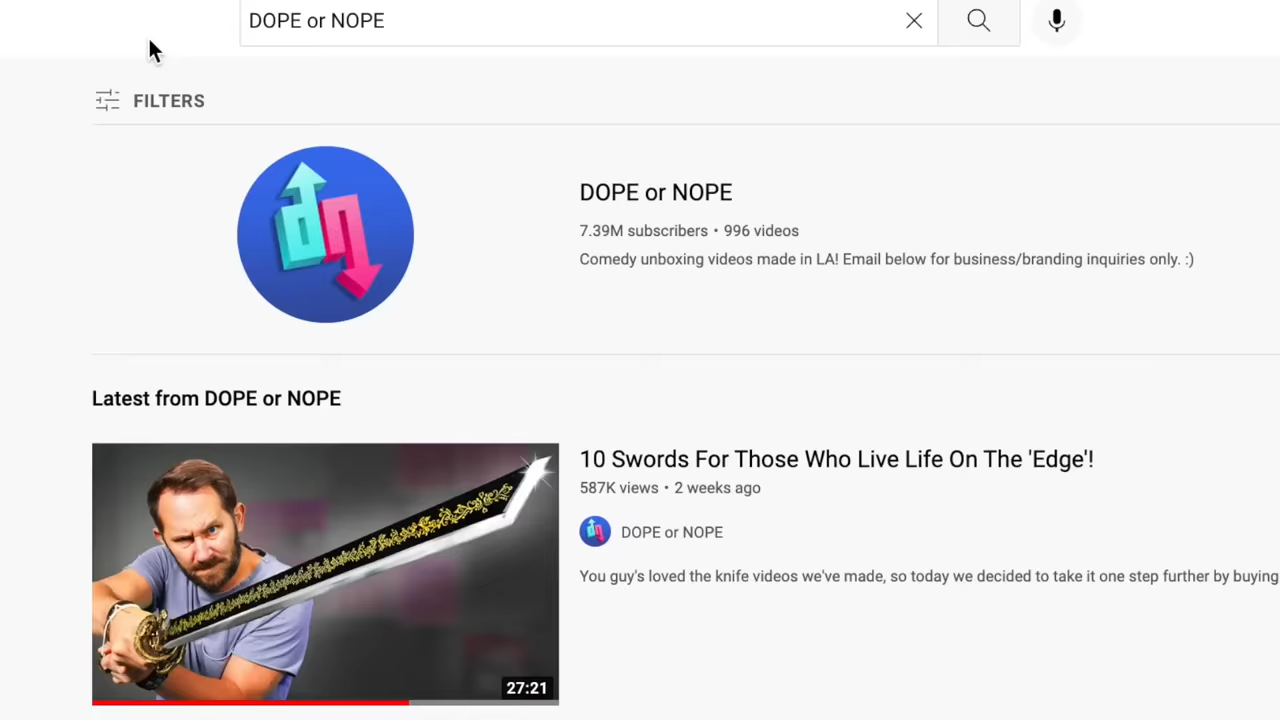 DOPE or NOPE
FILTERS
dn
DOPE or NOPE
7.39M subscribers • 996 videos
Comedy unboxing videos made in LA! Email below for business/branding inquiries only. :)
Latest from DOPE or NOPE
10 Swords For Those Who Live Life On The 'Edge'!
587K views • 2 weeks ago
dn DOPE or NOPE
You guy's loved the knife videos we've made, so today we decided to take it one step further by buying
27:21